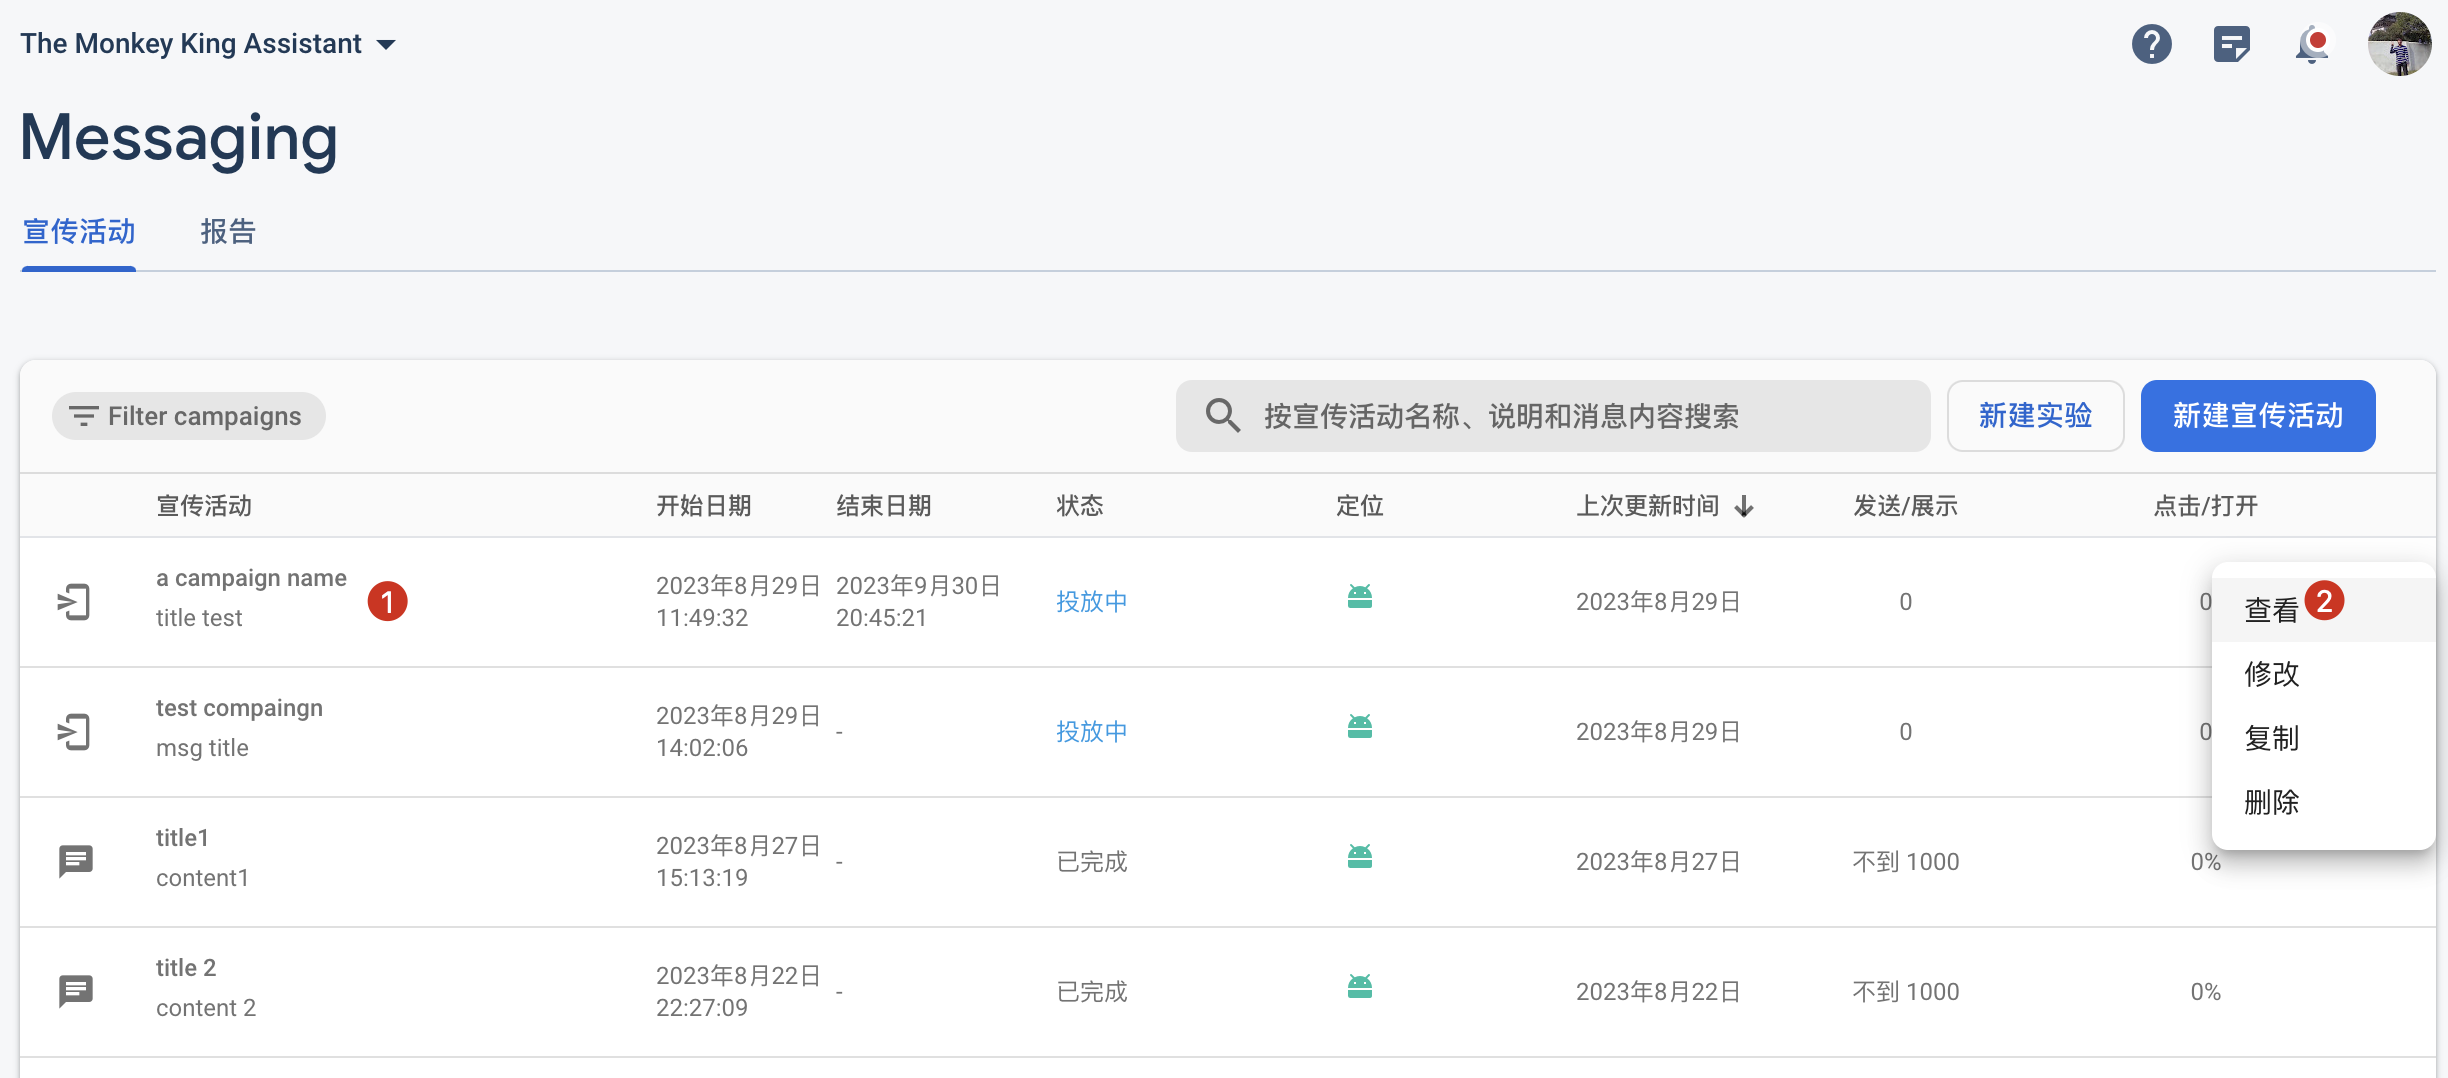 The Monkey King Assistant
Messaging
宣传活动 报告
Filter campaigns 按宣传活动名称、说明和消息内容搜索 新建实验 新建宣传活动
宣传活动 开始日期 结束日期 状态 定位 上次更新时间 发送/展示 点击/打开
a campaign name
title test
1
2023年8月29日
11:49:32
2023年9月30日
20:45:21
投放中
2023年8月29日
0
0
查看 2
修改
复制
删除
test compaingn
msg title
2023年8月29日
14:02:06
-
投放中
2023年8月29日
0
0
title1
content1
2023年8月27日
15:13:19
-
已完成
2023年8月27日
不到 1000
0%
title 2
content 2
2023年8月22日
22:27:09
-
已完成
2023年8月22日
不到 1000
0%